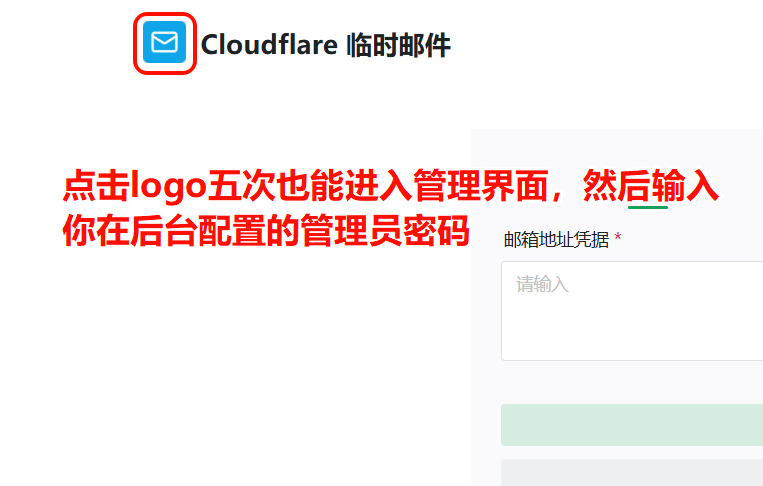 Cloudflare 临时邮件
点击logo五次也能进入管理界面，然后输入
你在后台配置的管理员密码
邮箱地址凭据 *
请输入